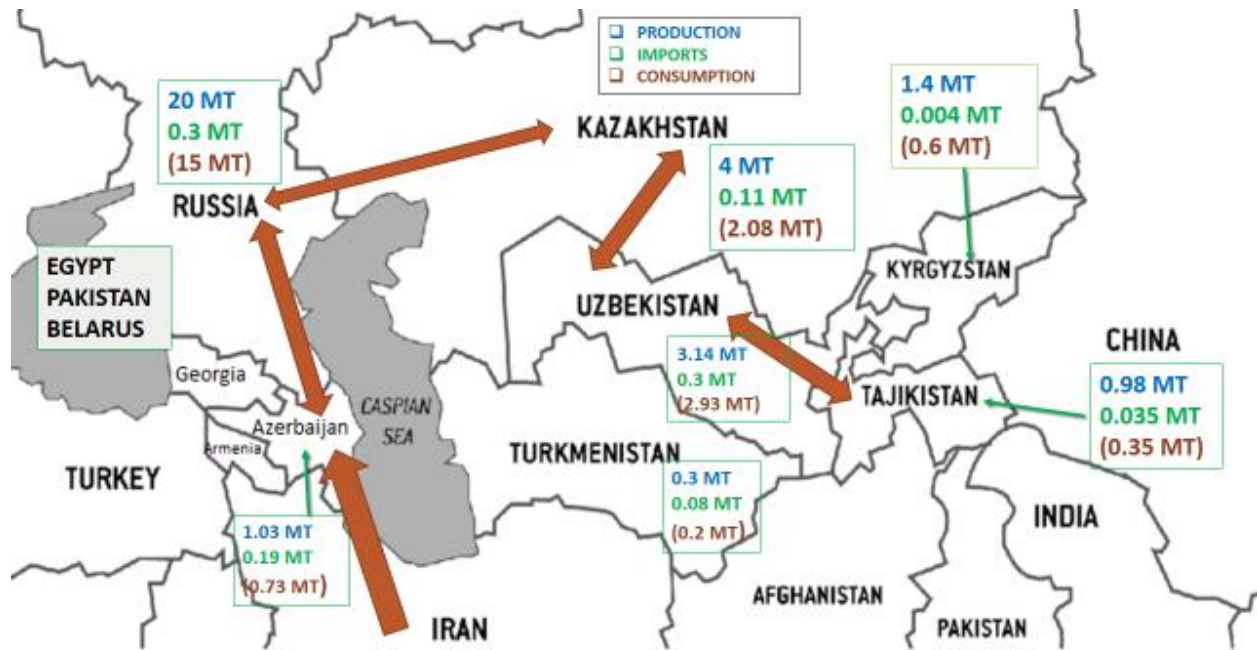 PRODUCTION
IMPORTS
CONSUMPTION
20 MT
0.3 MT
(15 MT)
RUSSIA
KAZAKHSTAN
4 MT
0.11 MT
(2.08 MT)
1.4 MT
0.004 MT
(0.6 MT)
KYRGYZSTAN
EGYPT
PAKISTAN
BELARUS
UZBEKISTAN
3.14 MT
0.3 MT
(2.93 MT)
CHINA
0.98 MT
0.035 MT
(0.35 MT)
TAJIKISTAN
Georgia
Azerbaijan
Armenia
CASPIAN
SEA
TURKEY
TURKMENISTAN
0.3 MT
0.08 MT
(0.2 MT)
1.03 MT
0.19 MT
(0.73 MT)
IRAN
AFGHANISTAN
PAKISTAN
INDIA